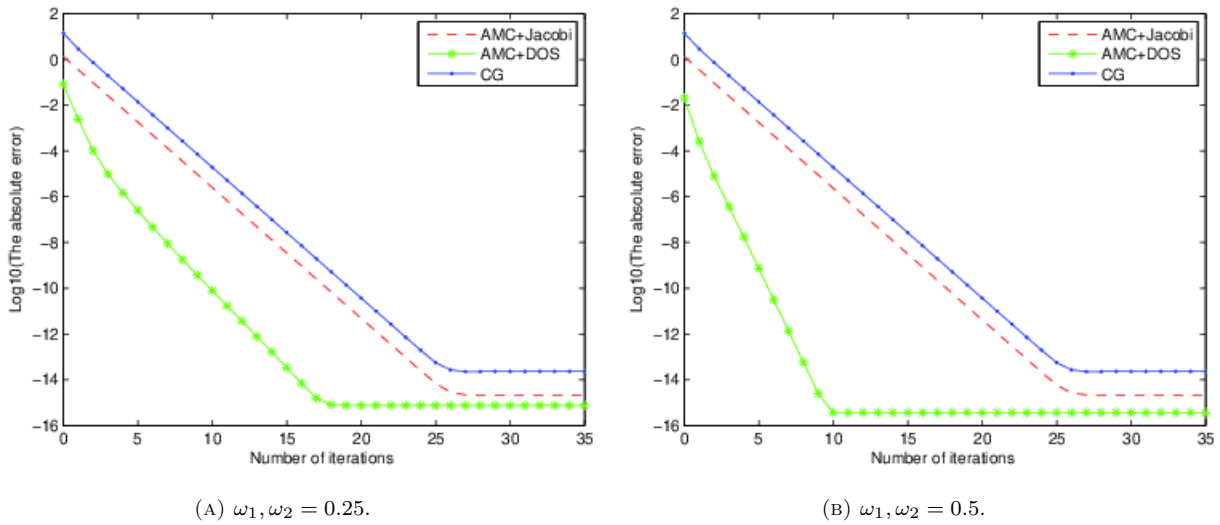 2
0
−2
−4
−6
−8
−10
−12
−14
−16
Log10(The absolute error)
0 5 10 15 20 25 30 35
Number of iterations
AMC+Jacobi
AMC+DOS
CG
(A) ω₁, ω₂ = 0.25.
2
0
−2
−4
−6
−8
−10
−12
−14
−16
Log10(The absolute error)
0 5 10 15 20 25 30 35
Number of iterations
AMC+Jacobi
AMC+DOS
CG
(B) ω₁, ω₂ = 0.5.